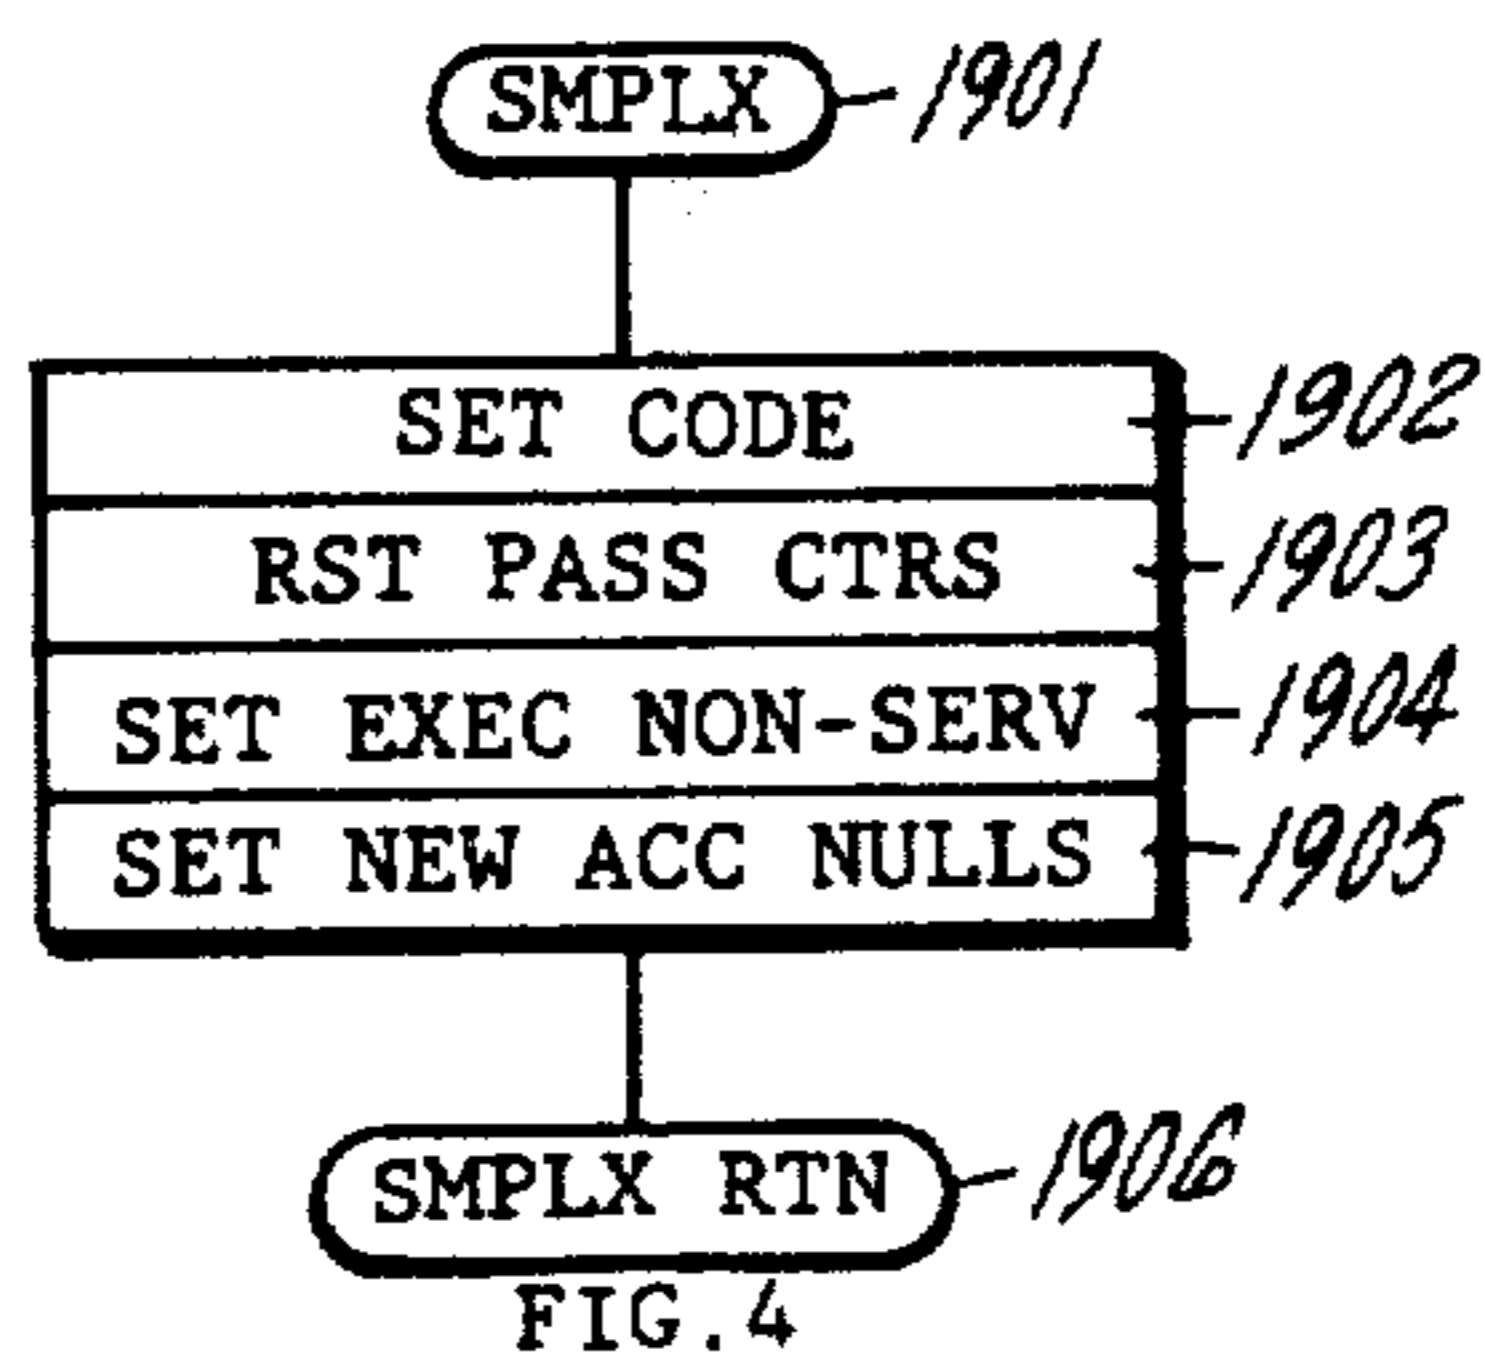 SMPLX 1901
SET CODE 1902
RST PASS CTRS 1903
SET EXEC NON-SERV 1904
SET NEW ACC NULLS 1905
SMPLX RTN 1906
FIG.4